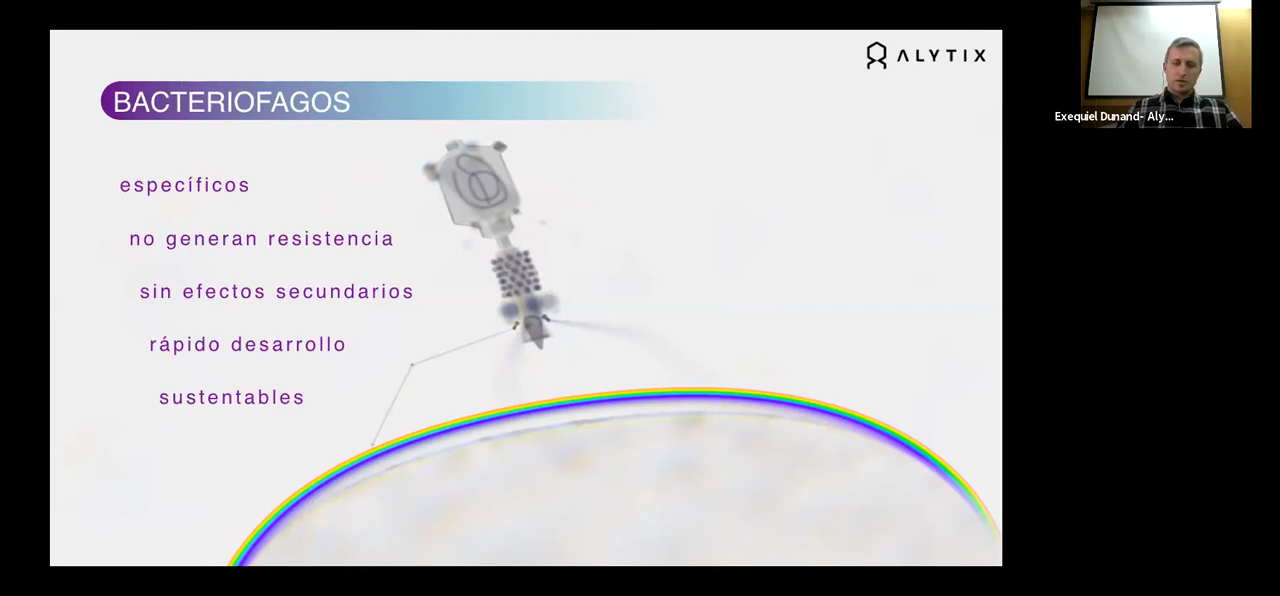 ALYTIX
BACTERIOFAGOS
específicos
no generan resistencia
sin efectos secundarios
rápido desarrollo
sustentables
Exequiel Dunand- Aly...